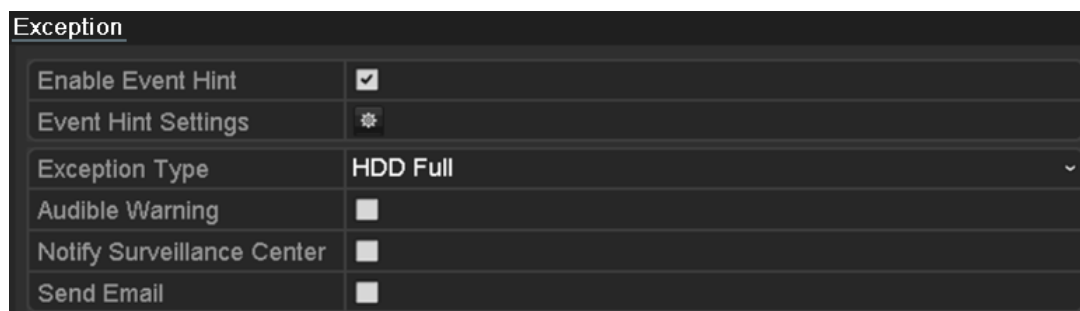 Exception
Enable Event Hint
Event Hint Settings
Exception Type HDD Full
Audible Warning
Notify Surveillance Center
Send Email